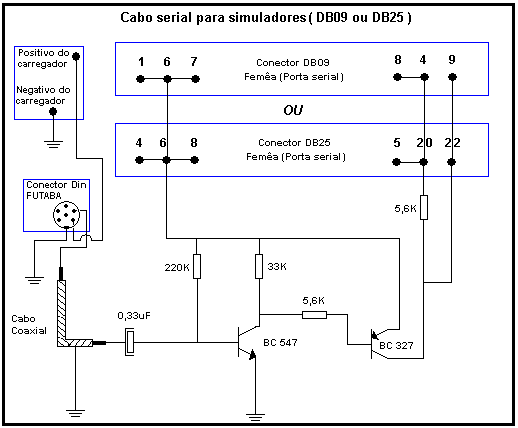 Cabo serial para simuladores ( DB09 ou DB25 )
Positivo do
carregador
Negativo do
carregador
1 6 7
Conector DB09
Femêa (Porta serial )
8 4 9
OU
4 6 8
Conector DB25
Femêa (Porta serial )
5 20 22
Conector Din
FUTABA
5,6K
220K
33K
5,6K
0,33uF
Cabo
Coaxial
BC 547
BC 327